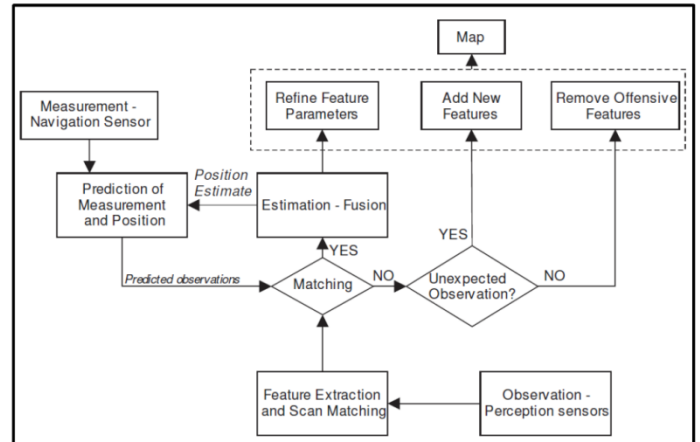 Map
Refine Feature
Parameters
Add New
Features
Remove Offensive
Features
Measurement -
Navigation Sensor
Position
Estimate
Prediction of
Measurement
and Position
Estimation - Fusion
YES
YES
Predicted observations
Matching
NO
Unexpected
Observation?
NO
Feature Extraction
and Scan Matching
Observation -
Perception sensors